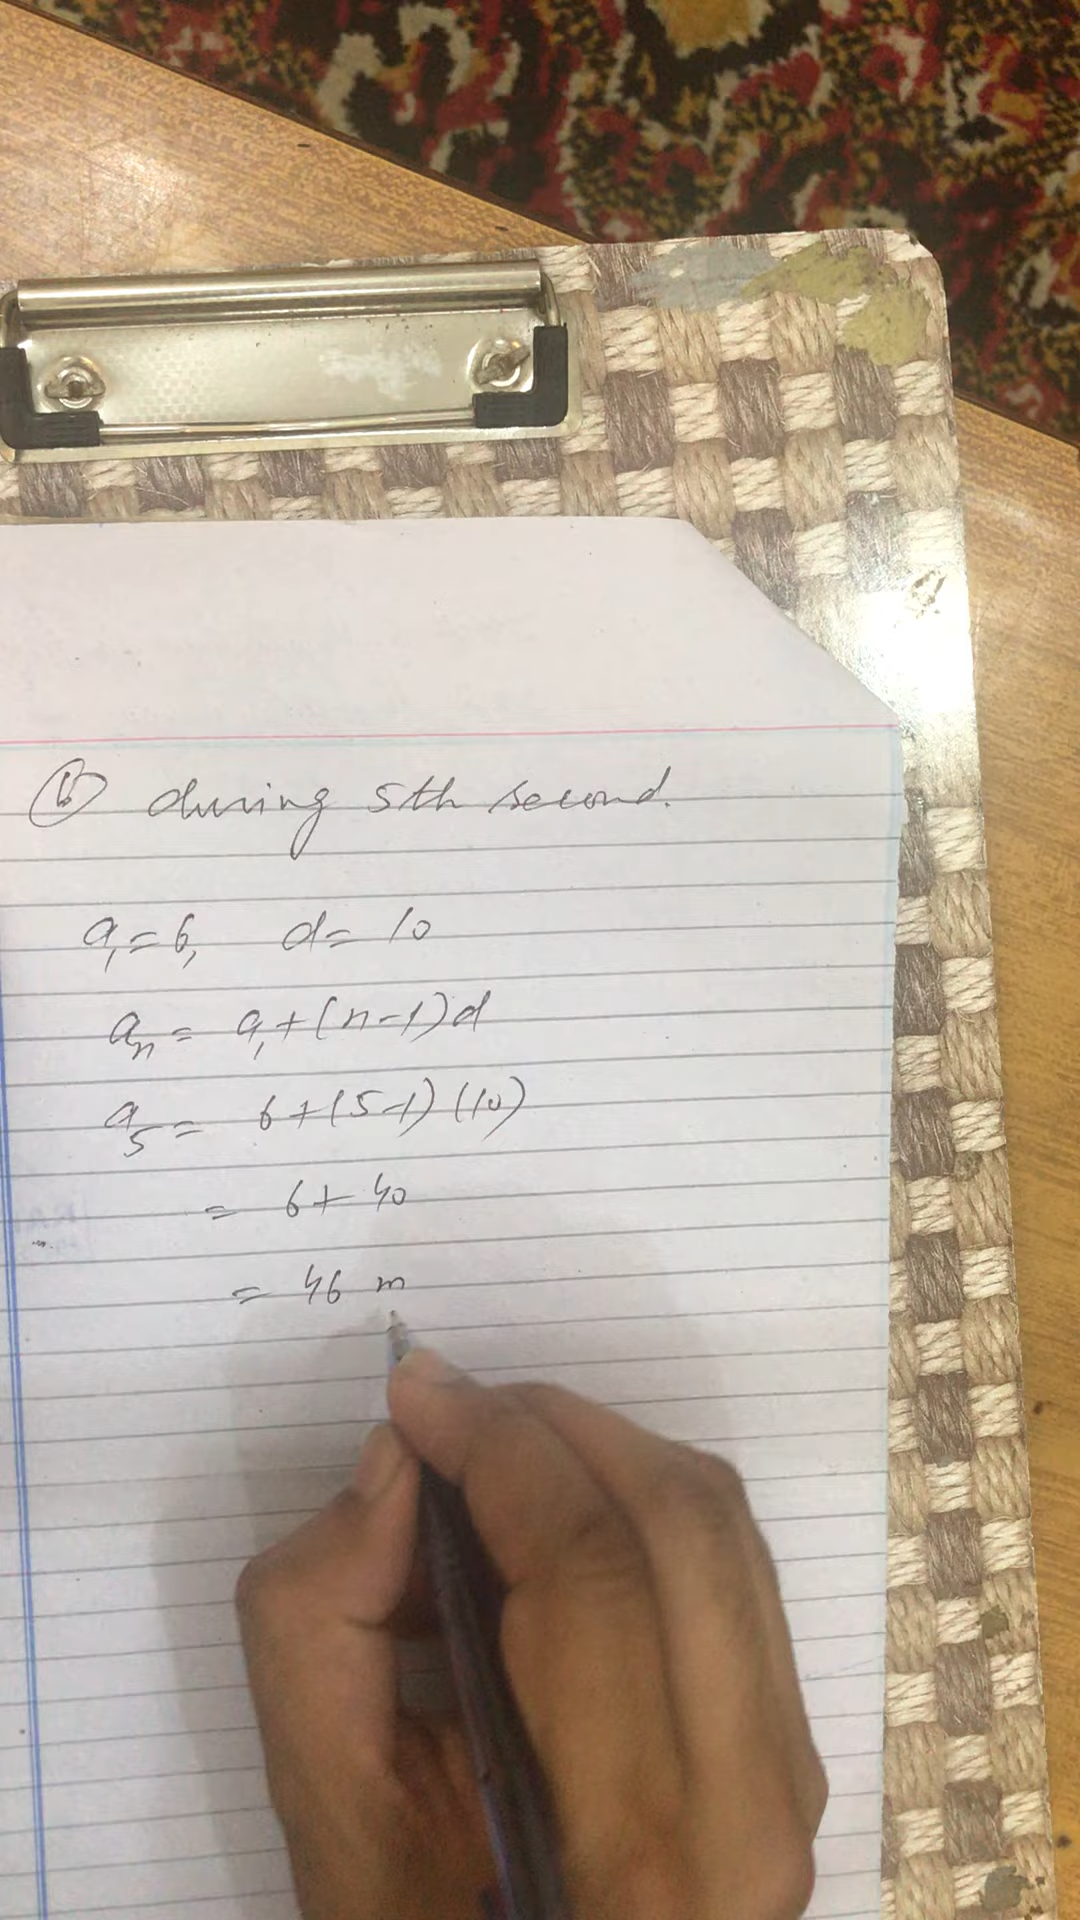 (b) during 5th second.
a₁ = 6, d = 10
aₙ = a₁ + (n-1)d
a₅ = 6 + (5-1) (10)
= 6 + 40
= 46 m